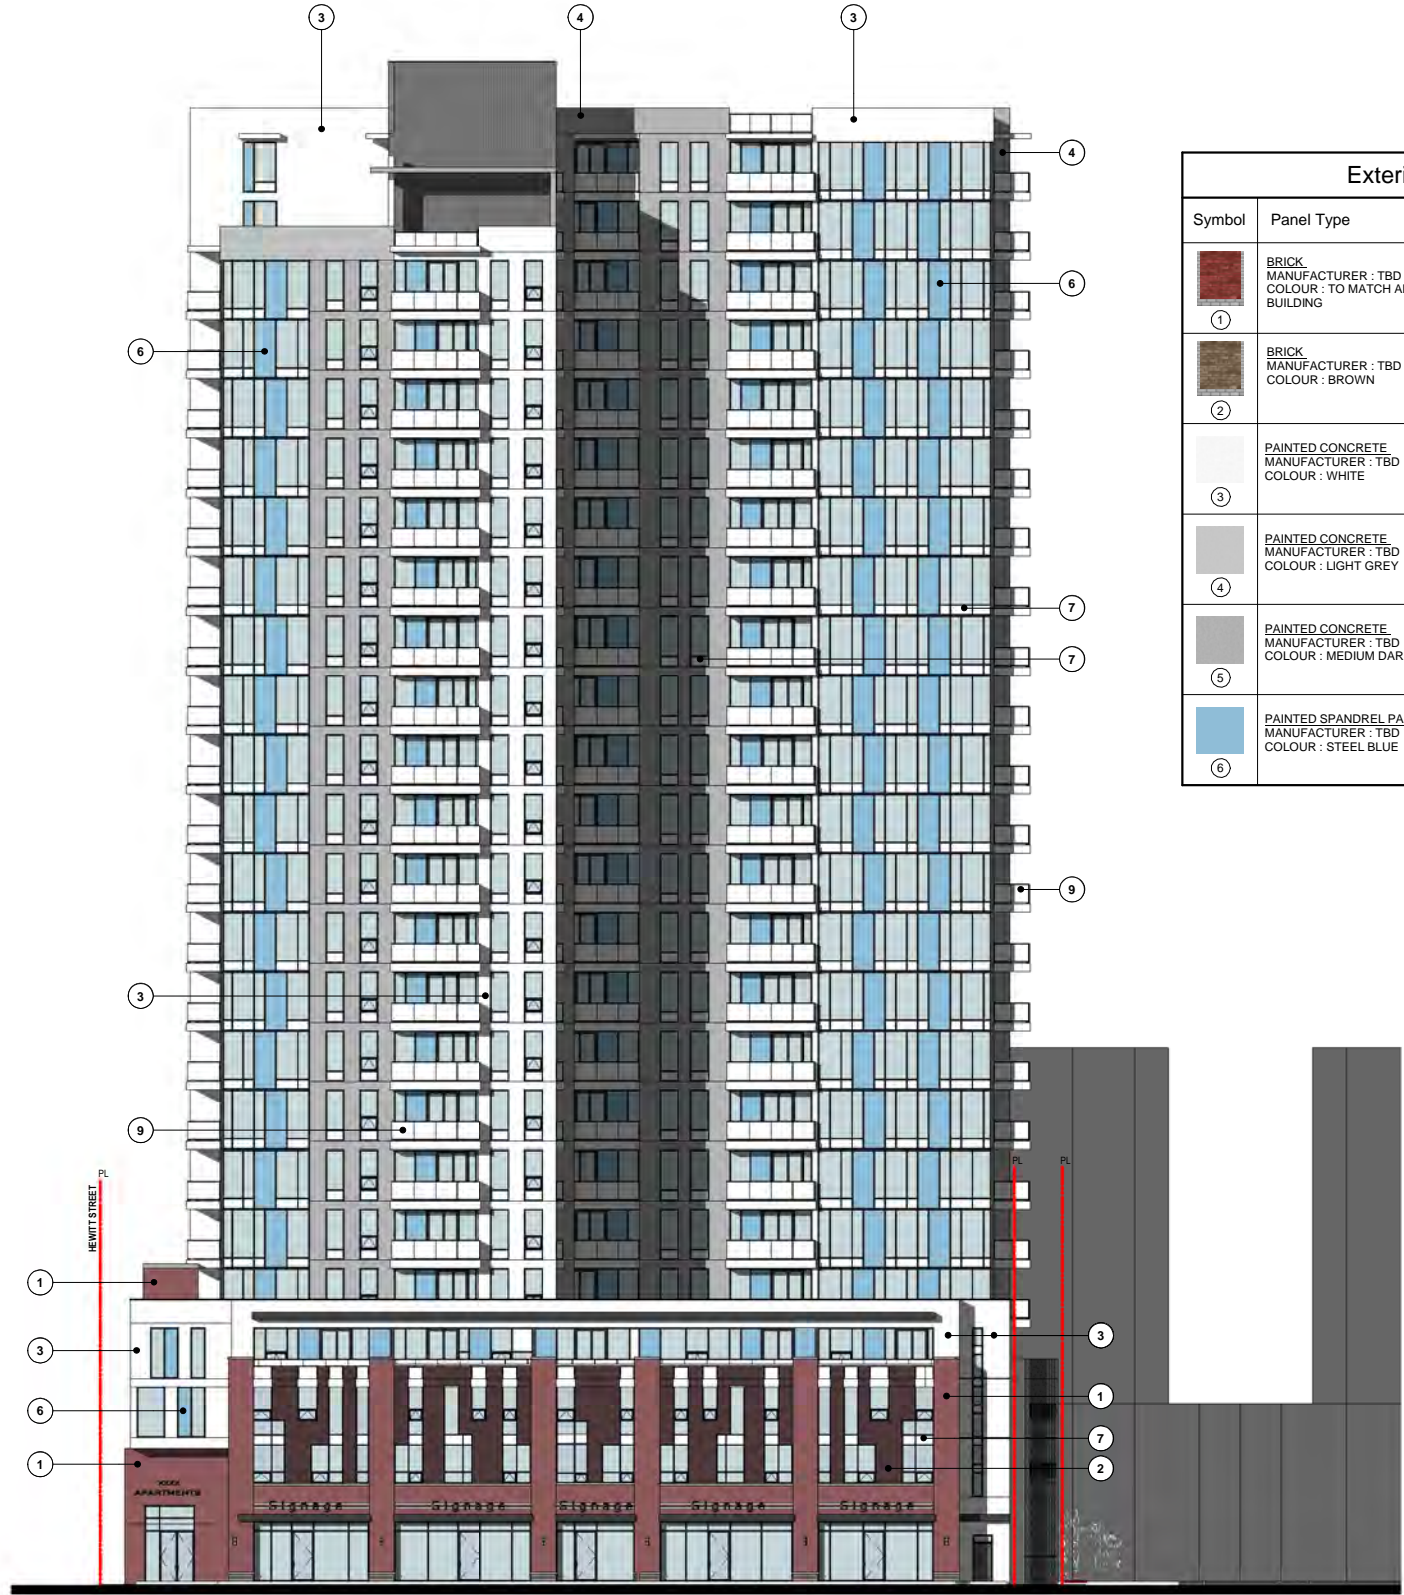 3
4
3
4
Exteri
Symbol
Panel Type
BRICK
MANUFACTURER : TBD
COLOUR : TO MATCH A
BUILDING
1
BRICK
MANUFACTURER : TBD
COLOUR : BROWN
2
PAINTED CONCRETE
MANUFACTURER : TBD
COLOUR : WHITE
3
PAINTED CONCRETE
MANUFACTURER : TBD
COLOUR : LIGHT GREY
4
PAINTED CONCRETE
MANUFACTURER : TBD
COLOUR : MEDIUM DAR
5
PAINTED SPANDREL PA
MANUFACTURER : TBD
COLOUR : STEEL BLUE
6
6
6
7
7
9
3
9
PL
HEWITT STREET
PL
PL
1
3
3
1
6
7
1
2
XXXX
APARTMENTS
Signage
Signage
Signage
Signage
Signage